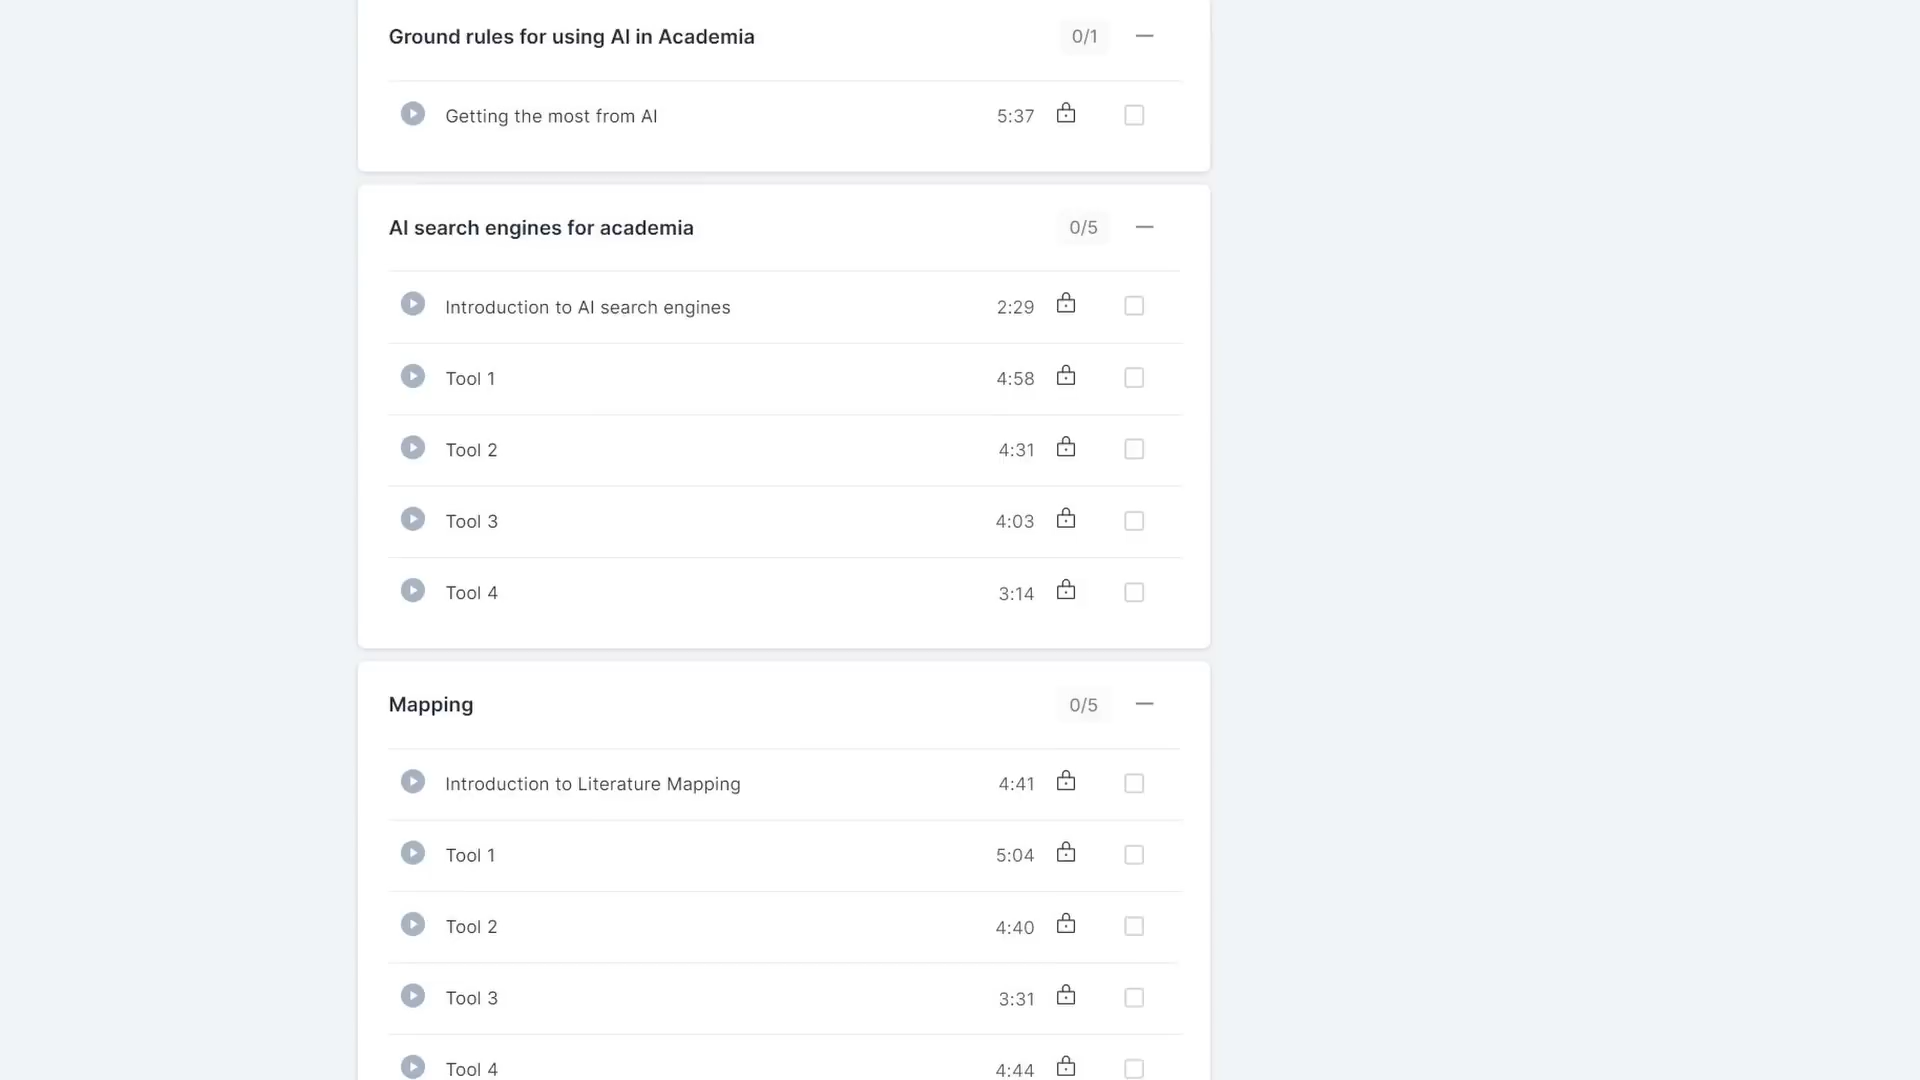 Ground rules for using AI in Academia 0/1
Getting the most from AI 5:37
AI search engines for academia 0/5
Introduction to AI search engines 2:29
Tool 1 4:58
Tool 2 4:31
Tool 3 4:03
Tool 4 3:14
Mapping 0/5
Introduction to Literature Mapping 4:41
Tool 1 5:04
Tool 2 4:40
Tool 3 3:31
Tool 4 4:44